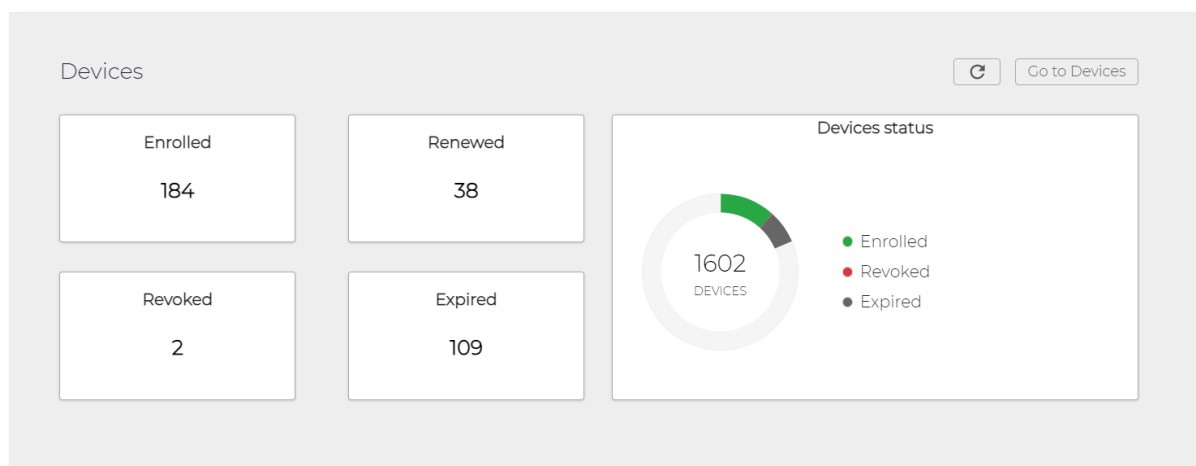 Devices
Go to Devices
Enrolled
184
Renewed
38
Revoked
2
Expired
109
Devices status
1602
DEVICES
Enrolled
Revoked
Expired